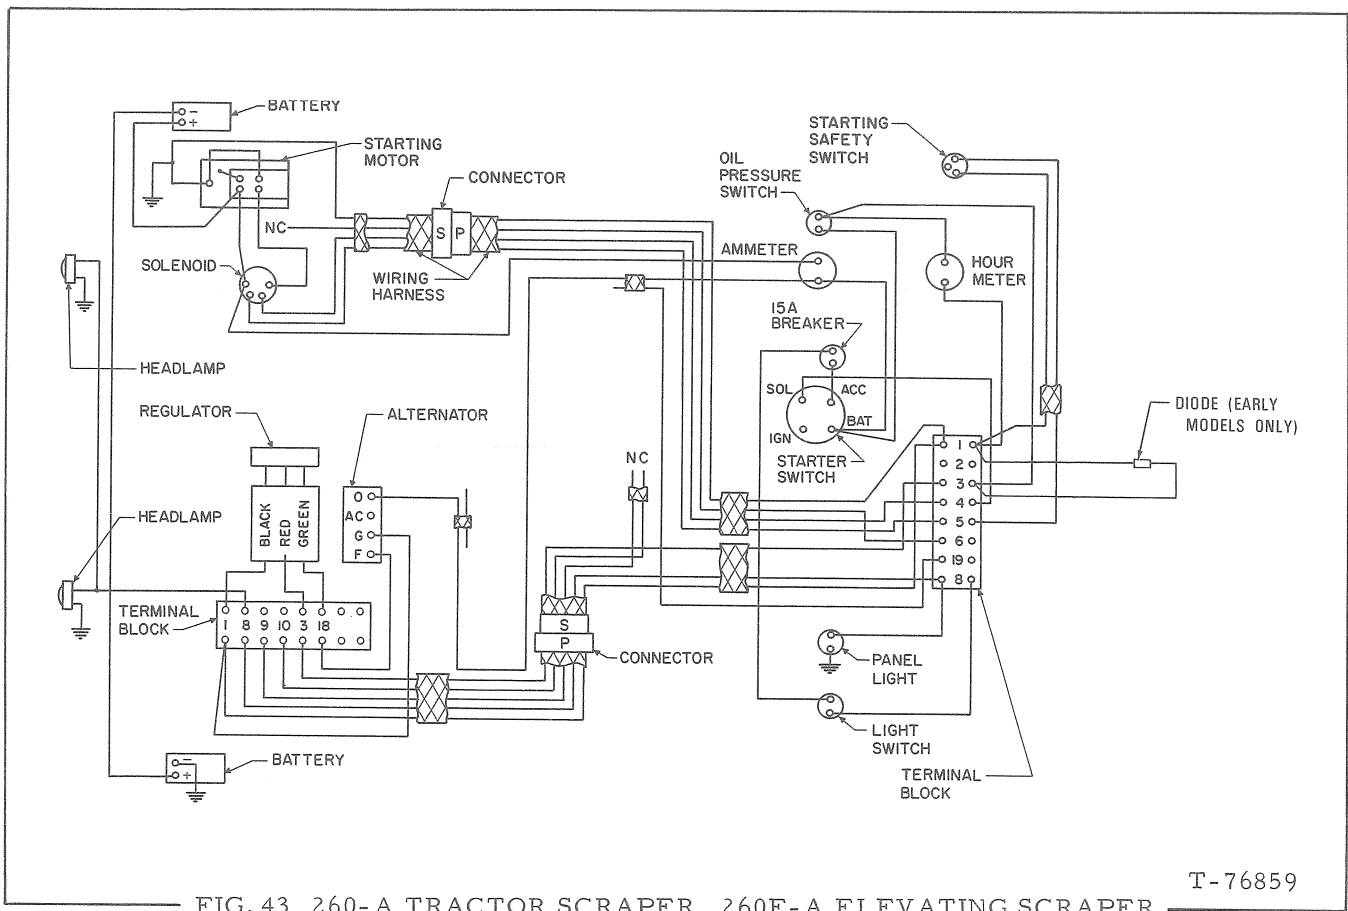 BATTERY
- 
+
STARTING
MOTOR
CONNECTOR
NC
S P
SOLENOID
WIRING
HARNESS
HEADLAMP
STARTING
SAFETY
SWITCH
OIL
PRESSURE
SWITCH
AMMETER
HOUR
METER
15A
BREAKER
SOL
ACC
BAT
IGN
STARTER
SWITCH
DIODE (EARLY
MODELS ONLY)
REGULATOR
ALTERNATOR
BLACK
RED
GREEN
O
AC
G
F
NC
1
2
3
4
5
6
19
8
HEADLAMP
TERMINAL
BLOCK
1 8 9 10 3 18
S
P
CONNECTOR
PANEL
LIGHT
LIGHT
SWITCH
BATTERY
-
+
TERMINAL
BLOCK
T-76859
FIG. 43 260-A TRACTOR SCRAPER 260E-A ELEVATING SCRAPER